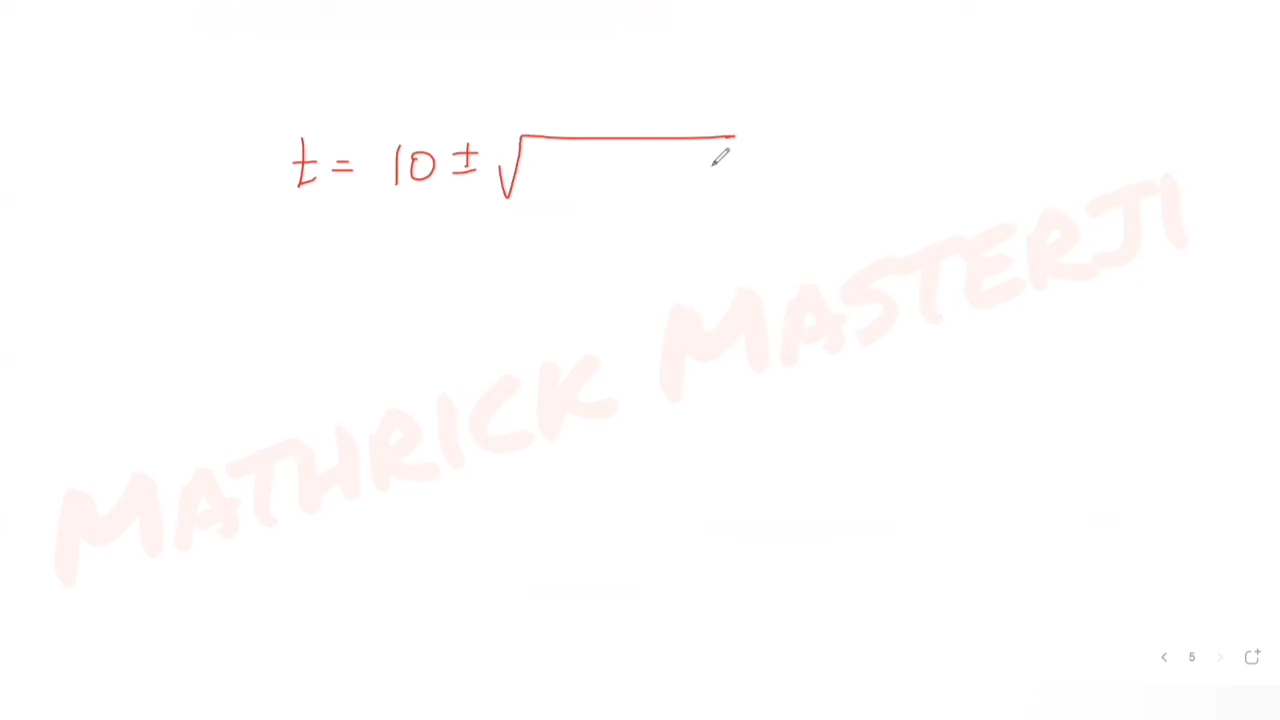 t = 10 ± √
MATHRICK MASTERJI
5